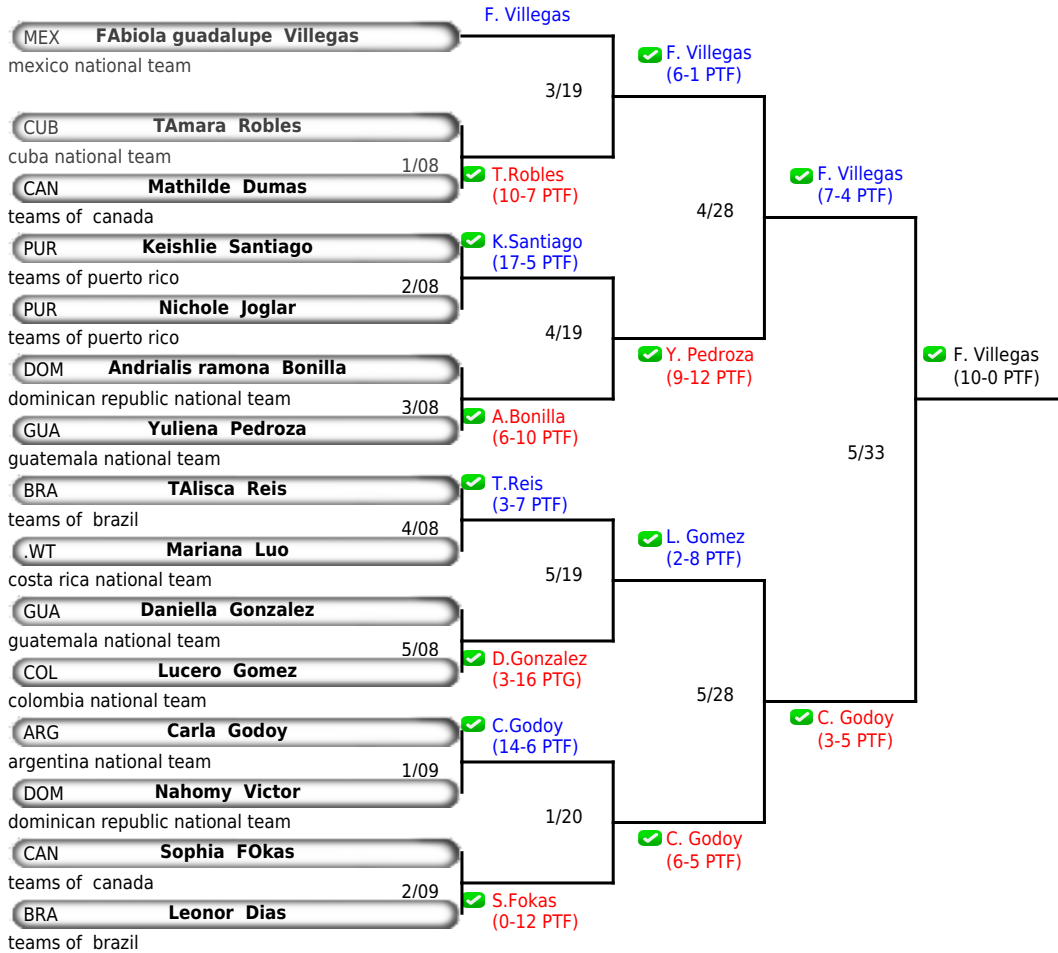 F. Villegas
MEX FAbiola guadalupe Villegas
mexico national team
F. Villegas
(6-1 PTF)
3/19
CUB TAmara Robles
cuba national team
1/08
CAN Mathilde Dumas
teams of canada
T.Robles
(10-7 PTF)
F. Villegas
(7-4 PTF)
4/28
PUR Keishlie Santiago
teams of puerto rico
K.Santiago
(17-5 PTF)
2/08
PUR Nichole Joglar
teams of puerto rico
4/19
Y. Pedroza
(9-12 PTF)
F. Villegas
(10-0 PTF)
DOM Andrialis ramona Bonilla
dominican republic national team
3/08
GUA Yuliena Pedroza
guatemala national team
A.Bonilla
(6-10 PTF)
5/33
BRA TAlisca Reis
teams of brazil
T.Reis
(3-7 PTF)
4/08
.WT Mariana Luo
costa rica national team
L. Gomez
(2-8 PTF)
5/19
GUA Daniella Gonzalez
guatemala national team
5/08
COL Lucero Gomez
colombia national team
D.Gonzalez
(3-16 PTG)
5/28
C. Godoy
(3-5 PTF)
ARG Carla Godoy
argentina national team
C.Godoy
(14-6 PTF)
1/09
DOM Nahomy Victor
dominican republic national team
1/20
C. Godoy
(6-5 PTF)
CAN Sophia FOkas
teams of canada
2/09
BRA Leonor Dias
teams of brazil
S.Fokas
(0-12 PTF)